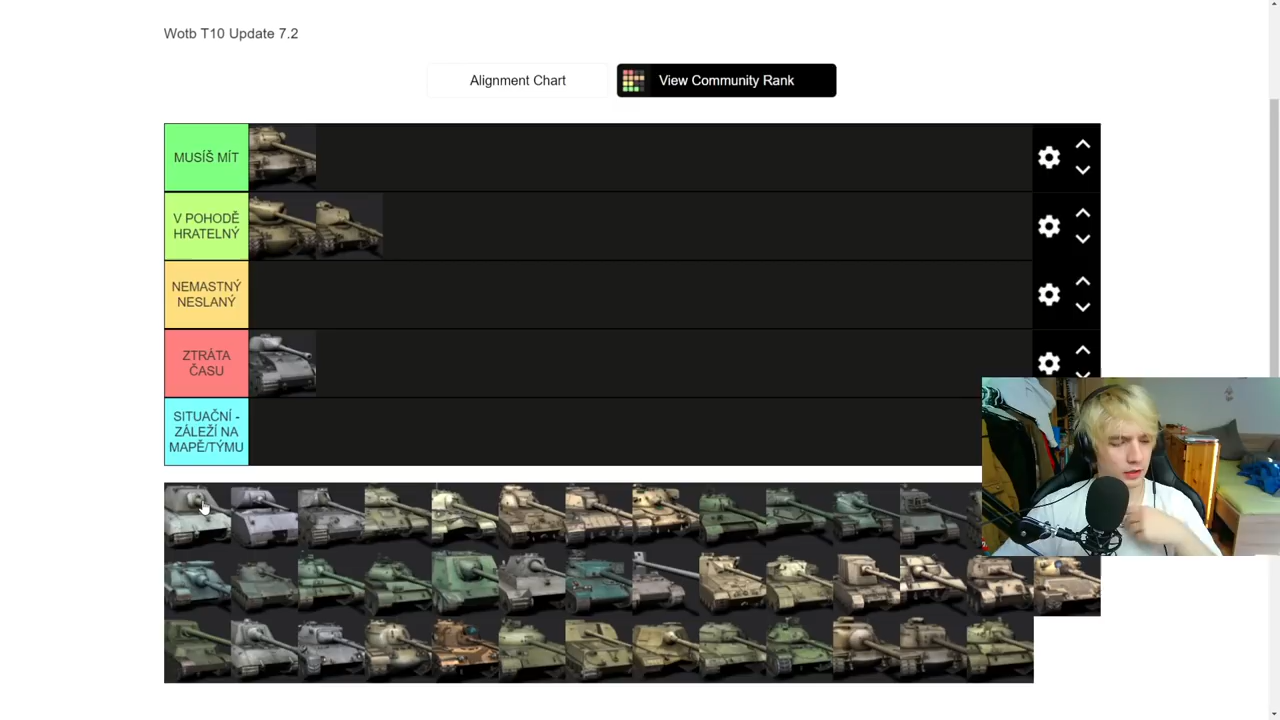 Wotb T10 Update 7.2
Alignment Chart
View Community Rank
MUSÍŠ MÍT
V POHODĚ
HRATELNÝ
NEMASTNÝ
NESLANÝ
ZTRÁTA
ČASU
SITUAČNÍ -
ZÁLEŽÍ NA
MAPĚ/TÝMU